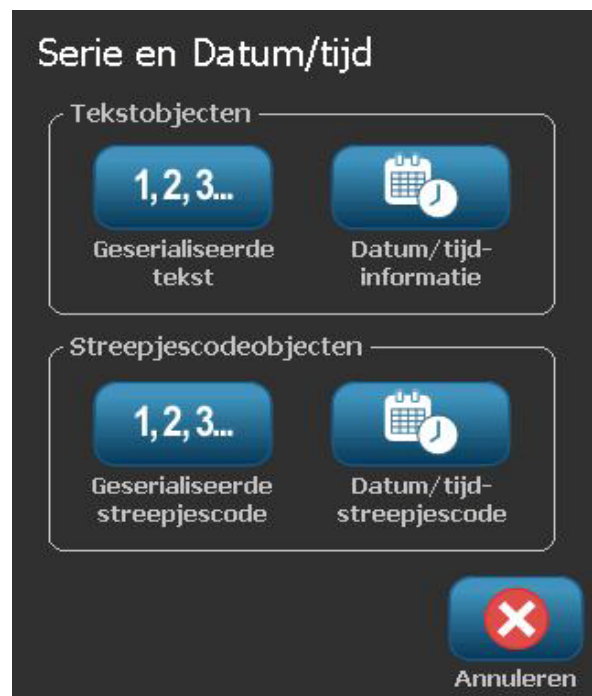 Serie en Datum/tijd
Tekstobjecten
1, 2, 3...
Geserialiseerde
tekst
Datum/tijd-
informatie
Streepjescodeobjecten
1, 2, 3...
Geserialiseerde
streepjescode
Datum/tijd-
streepjescode
Annuleren